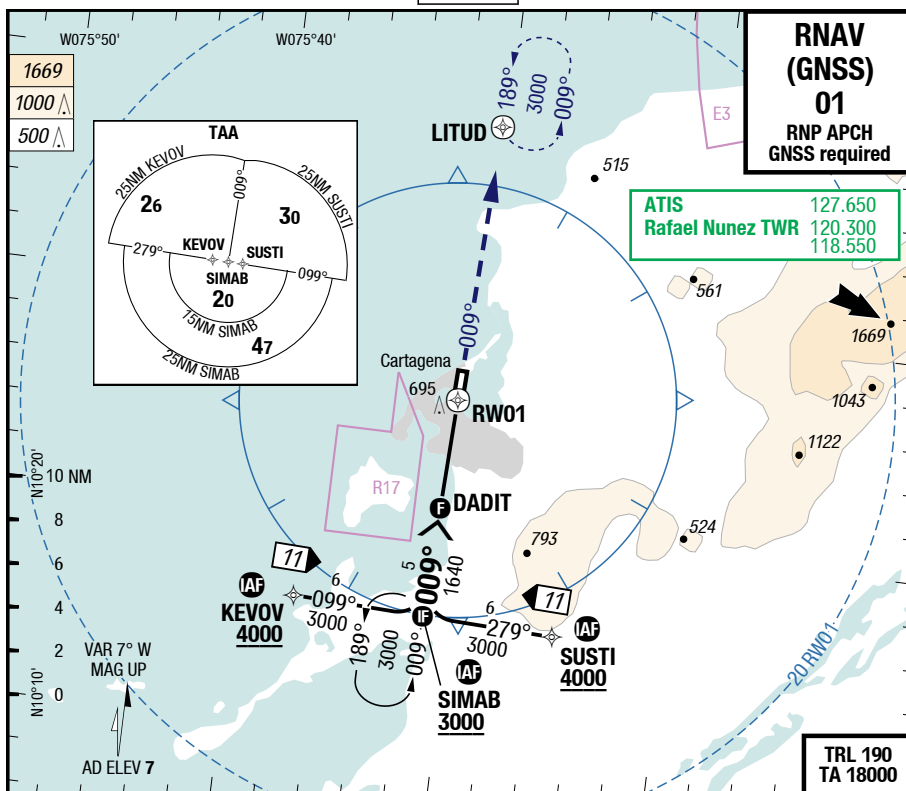 W075°50'
W075°40'
RNAV
(GNSS)
01
RNP APCH
GNSS required
1669
1000
500
TAA
25NM KEVOV
25NM SUSTI
009°
26
30
KEVOV
SUSTI
279°
099°
SIMAB
20
15NM SIMAB
47
25NM SIMAB
189°
3000
009°
LITUD
E3
515
ATIS 127.650
Rafael Nunez TWR 120.300
118.550
561
1669
009°
Cartagena
695
RW01
1043
1122
N10°20'
10 NM
R17
DADIT
F
8
524
793
6
11
5
009°
1640
11
IAF
KEVOV
4000
6
099°
3000
4
IF
6
279°
3000
IAF
SUSTI
4000
189°
3000
009°
VAR 7° W
MAG UP
2
IAF
SIMAB
3000
20 RW01
N10°10'
0
AD ELEV 7
TRL 190
TA 18000